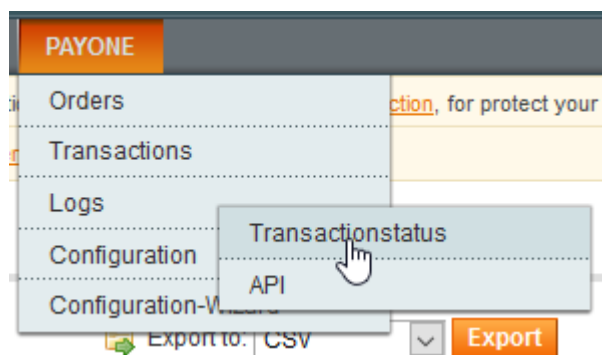 PAYONE
Orders
ction, for protect your
Transactions
Logs
Transactionstatus
Configuration
API
Configuration-Wizard
Export to: CSV Export